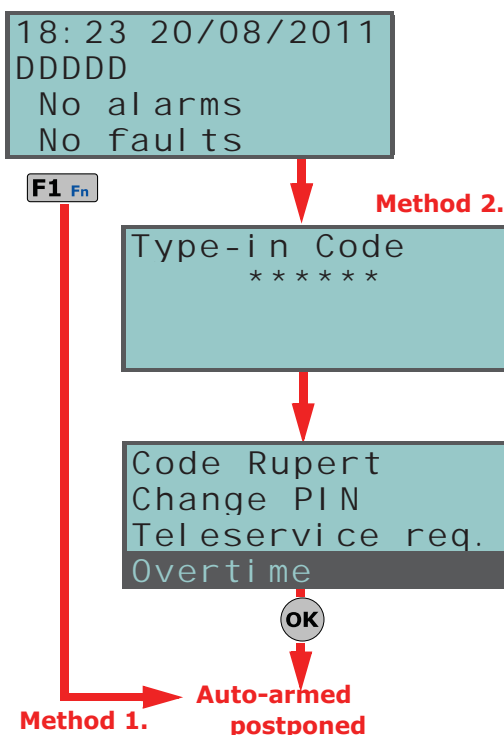 18:23 20/08/2011
DDDDD
No alarms
No faults
F1 Fn
Method 2.
Type-in Code
******
Code Rupert
Change PIN
Teleservice req.
Overtime
OK
Auto-armed
postponed
Method 1.